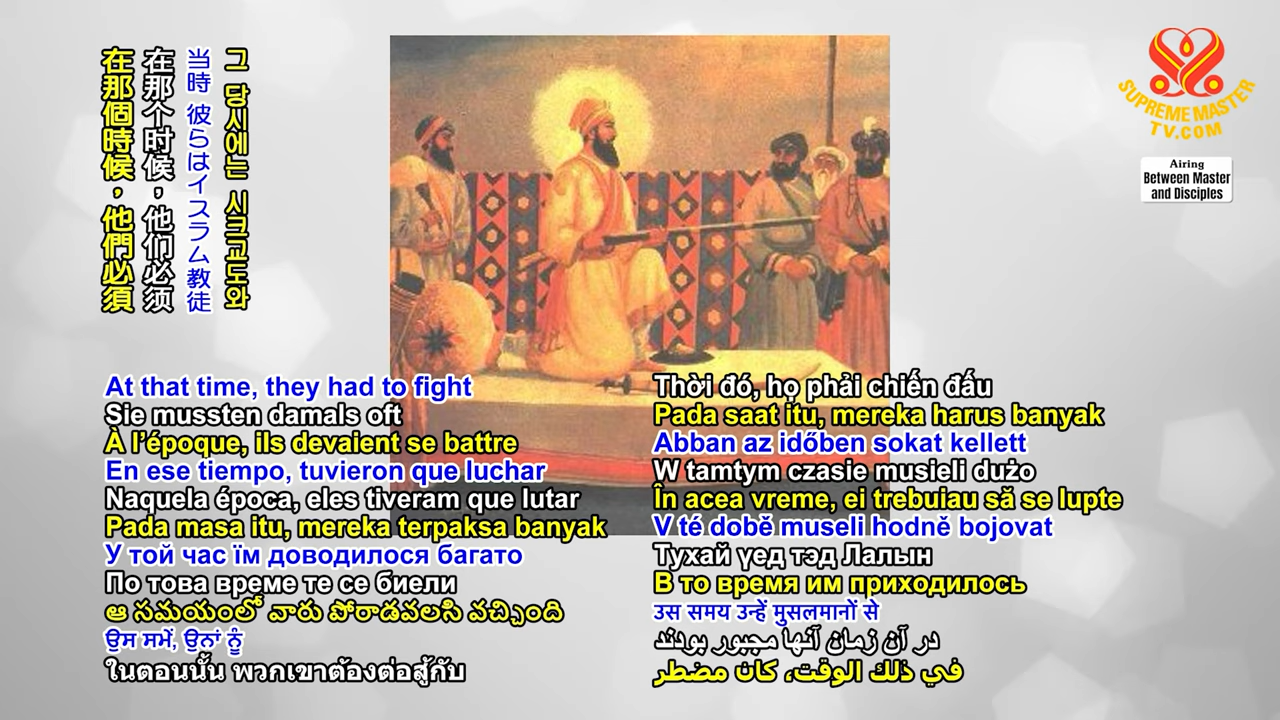 그 당시에는 시크교도와
当時 彼らはイスラム教徒
在那个时候，他们必须
在那個時候，他們必須
SUPREME MASTER
TV.COM
Airing
Between Master
and Disciples
At that time, they had to fight
Sie mussten damals oft
À l'époque, ils devaient se battre
En ese tiempo, tuvieron que luchar
Naquela época, eles tiveram que lutar
Pada masa itu, mereka terpaksa banyak
У той час їм доводилося багато
По това време те се биели
ఆ సమయంలో వారు పోరాడవలసి వచ్చింది
ਉਸ ਸਮੇਂ, ਉਨਾਂ ਨੂੰ
ในตอนนั้น พวกเขาต้องต่อสู้กับ
Thời đó, họ phải chiến đấu
Pada saat itu, mereka harus banyak
Abban az időben sokat kellett
W tamtym czasie musieli dużo
În acea vreme, ei trebuiau să se lupte
V té době museli hodně bojovat
Тухай үед тэд Лалын
В то время им приходилось
उस समय उन्हें मुसलमानों से
در آن زمان آنها مجبور بودند
في ذلك الوقت، كان مضطر